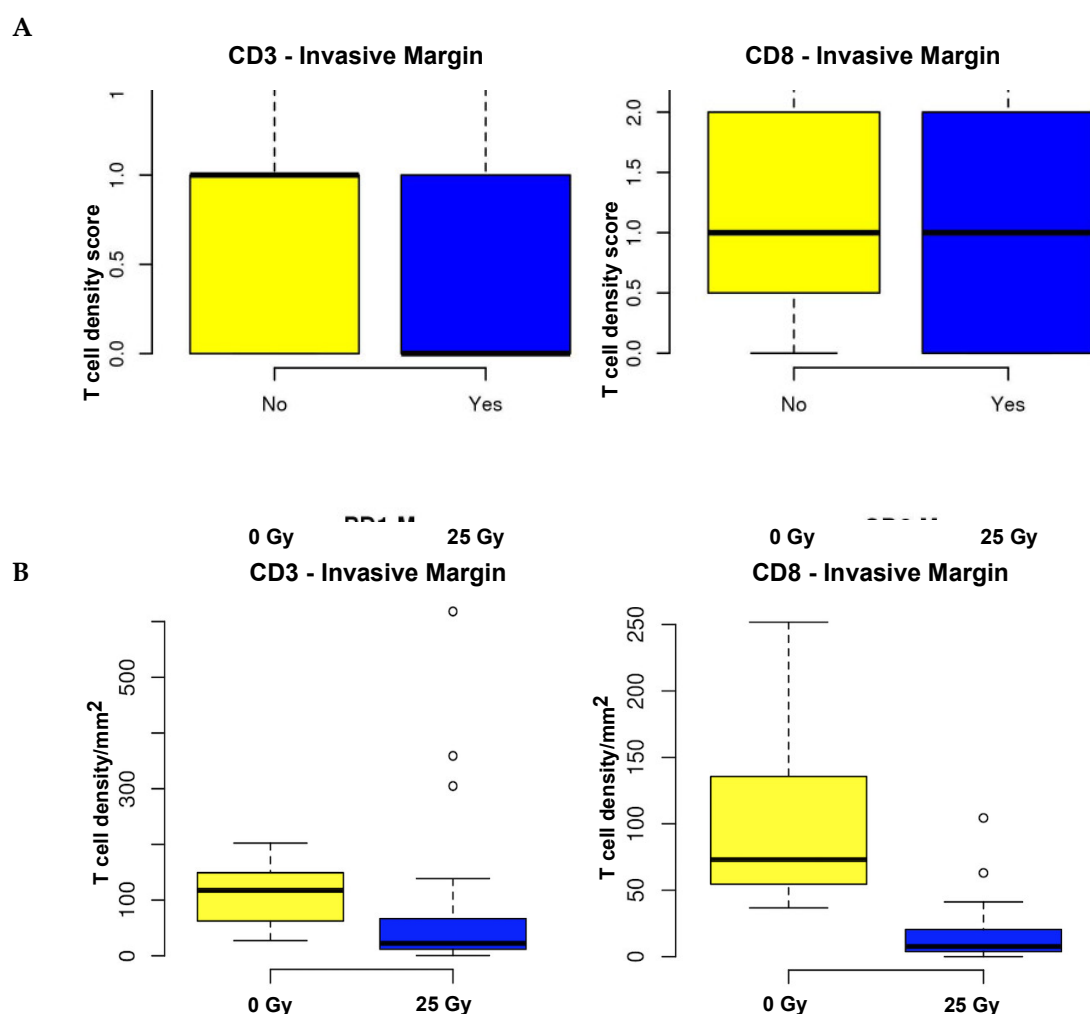 A
CD3 - Invasive Margin
CD8 - Invasive Margin
T cell density score
1
1.0
0.5
0.0
No
Yes
T cell density score
2.0
1.5
1.0
0.5
0.0
No
Yes
0 Gy
25 Gy
0 Gy
25 Gy
B
CD3 - Invasive Margin
CD8 - Invasive Margin
T cell density/mm²
500
300
100
0
0 Gy
25 Gy
T cell density/mm²
250
200
150
100
50
0
0 Gy
25 Gy